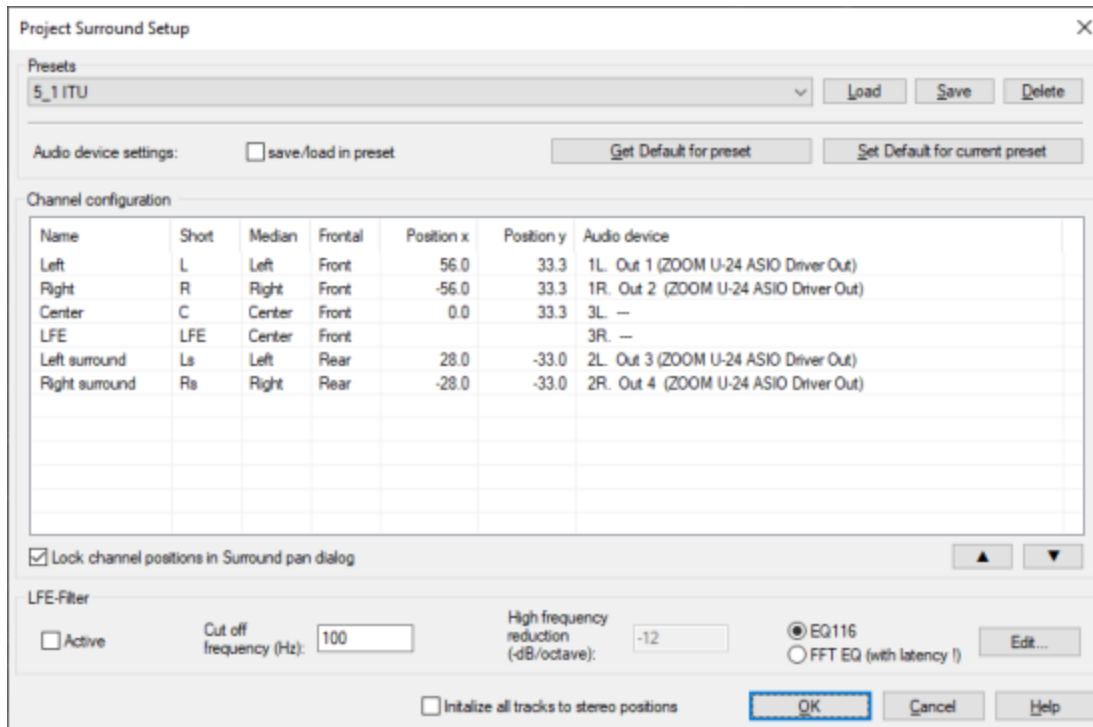 Project Surround Setup
Presets
5_1 ITU
Load
Save
Delete
Audio device settings:
save/load in preset
Get Default for preset
Set Default for current preset
Channel configuration
Name Short Median Frontal Position x Position y Audio device
Left L Left Front 56.0 33.3 1L. Out 1 (ZOOM U-24 ASIO Driver Out)
Right R Right Front -56.0 33.3 1R. Out 2 (ZOOM U-24 ASIO Driver Out)
Center C Center Front 0.0 33.3 3L. ---
LFE LFE Center Front 3R. ---
Left surround Ls Left Rear 28.0 -33.0 2L. Out 3 (ZOOM U-24 ASIO Driver Out)
Right surround Rs Right Rear -28.0 -33.0 2R. Out 4 (ZOOM U-24 ASIO Driver Out)
Lock channel positions in Surround pan dialog
LFE-Filter
Active
Cut off
frequency (Hz):
100
High frequency
reduction
(-dB/octave):
-12
EQ116
FFT EQ (with latency !)
Edit...
Initalize all tracks to stereo positions
OK
Cancel
Help